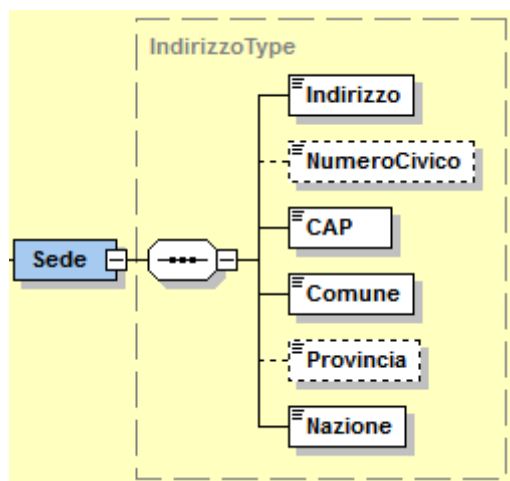 IndirizzoType
Indirizzo
NumeroCivico
CAP
Sede
Comune
Provincia
Nazione